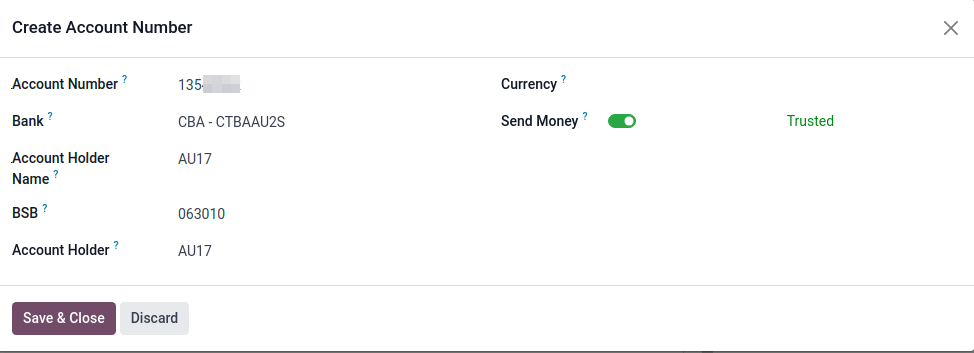 Create Account Number
Account Number ? 135
Currency ?
Bank ? CBA - CTBAAU2S
Send Money ? Trusted
Account Holder Name ? AU17
BSB ? 063010
Account Holder ? AU17
Save & Close Discard